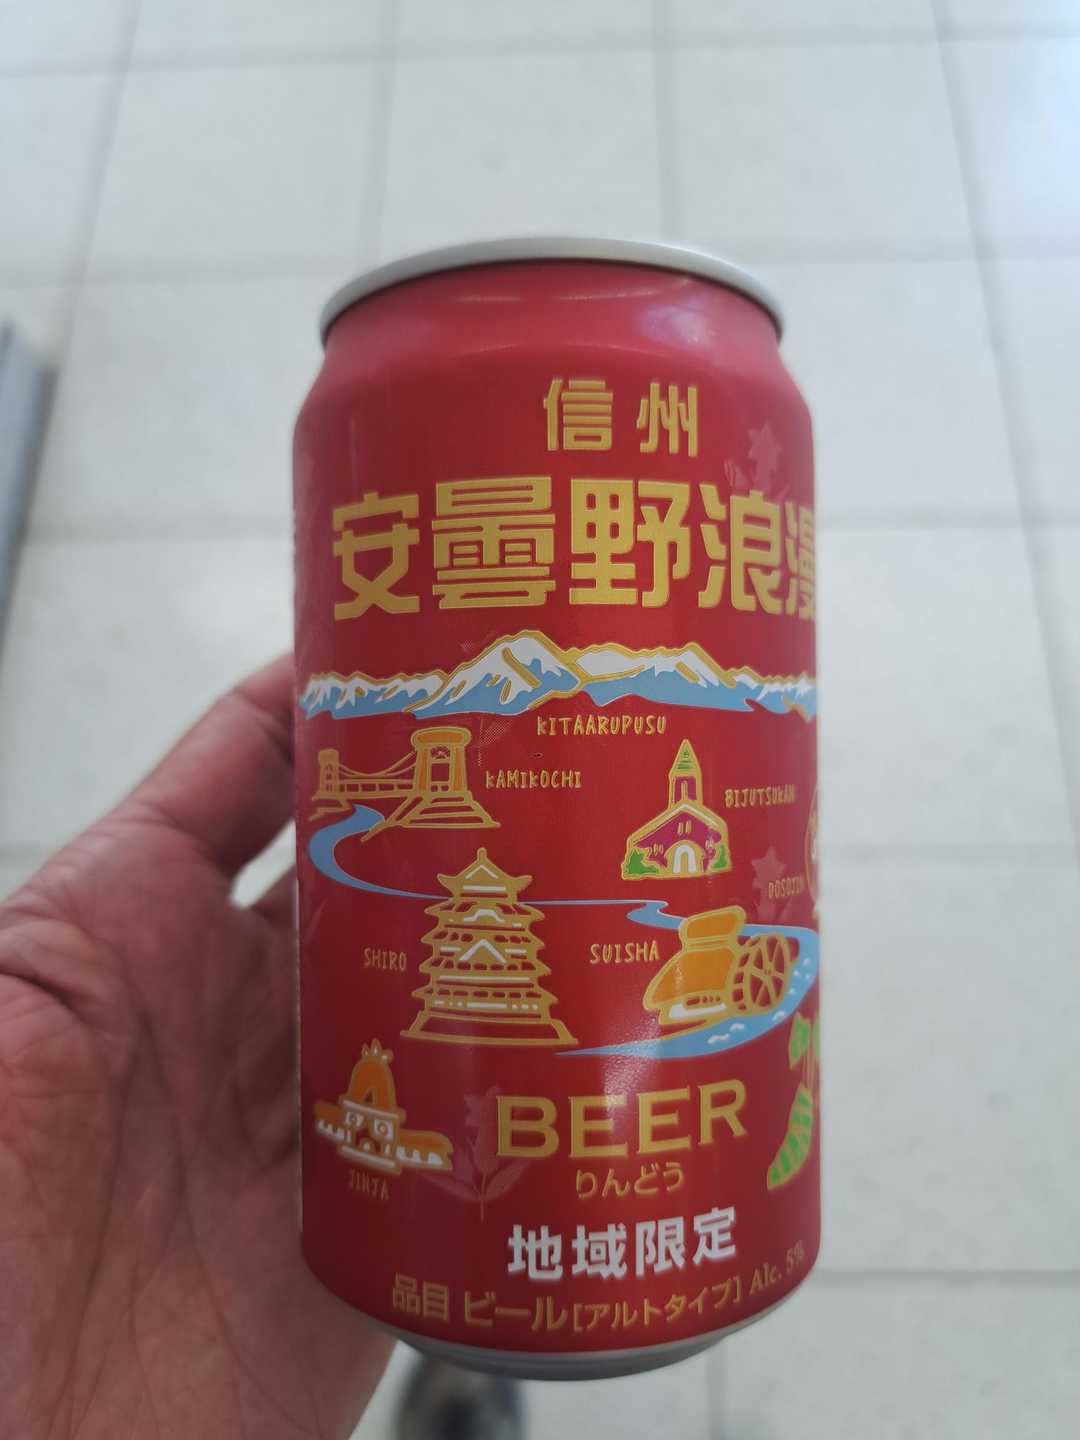 信州
安曇野浪漫
KITAARUPUSU
KAMIKOCHI
BIJUTSUKAN
DOSOJIN
SHIRO
SUISHA
JINJA
BEER
りんどう
地域限定
品目 ビール[アルトタイプ] Alc. 5%